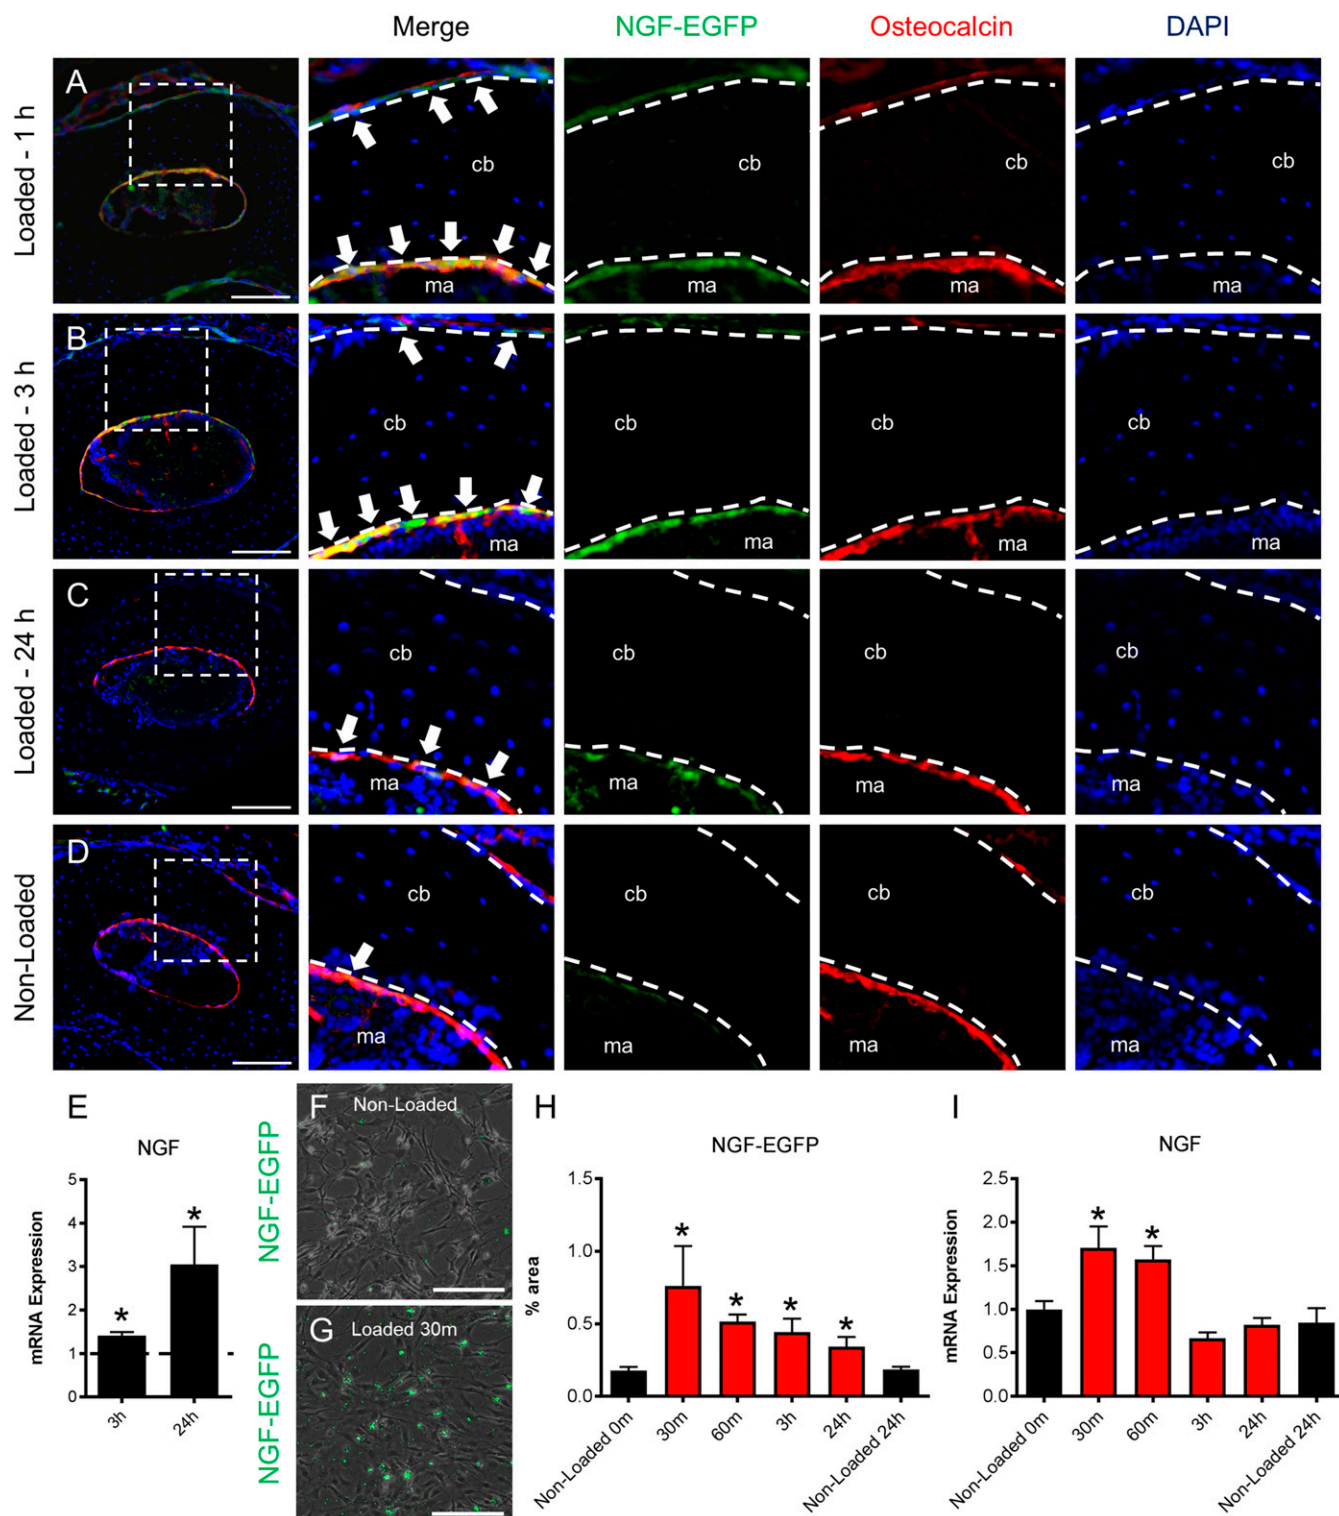 Merge
NGF-EGFP
Osteocalcin
DAPI
Loaded - 1 h
A
cb
ma
cb
ma
cb
ma
cb
ma
Loaded - 3 h
B
cb
ma
cb
ma
cb
ma
cb
ma
Loaded - 24 h
C
cb
ma
cb
ma
cb
ma
cb
ma
Non-Loaded
D
cb
ma
cb
ma
cb
ma
cb
ma
E
NGF
mRNA Expression
5
4
3
2
1
0
*
*
3h
24h
NGF-EGFP
F
Non-Loaded
NGF-EGFP
G
Loaded 30m
H
NGF-EGFP
% area
1.5
1.0
0.5
0.0
*
*
*
*
Non-Loaded 0m
30m
60m
3h
24h
Non-Loaded 24h
I
NGF
mRNA Expression
2.5
2.0
1.5
1.0
0.5
0.0
*
*
Non-Loaded 0m
30m
60m
3h
24h
Non-Loaded 24h